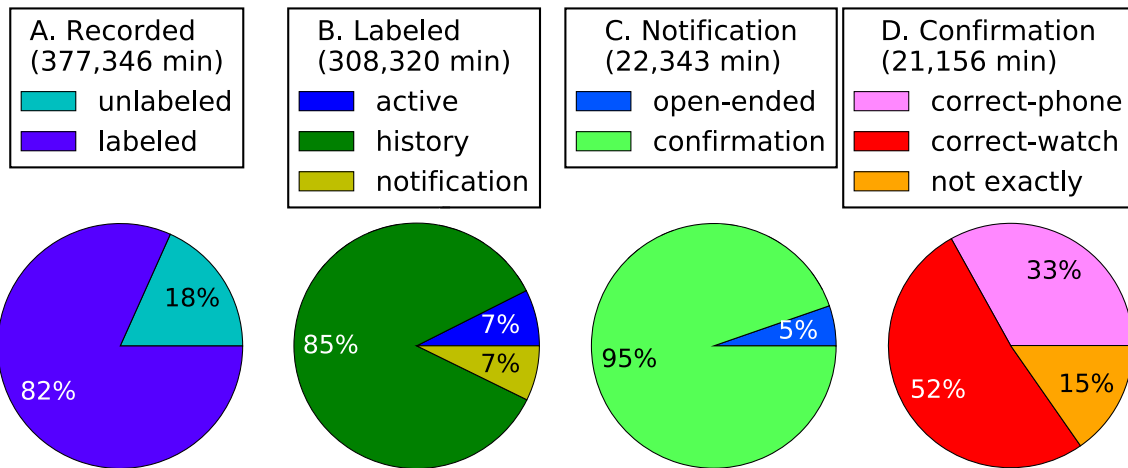 A. Recorded
(377,346 min)
unlabeled
labeled
B. Labeled
(308,320 min)
active
history
notification
C. Notification
(22,343 min)
open-ended
confirmation
D. Confirmation
(21,156 min)
correct-phone
correct-watch
not exactly
18%
82%
7%
85%
7%
5%
95%
33%
52%
15%